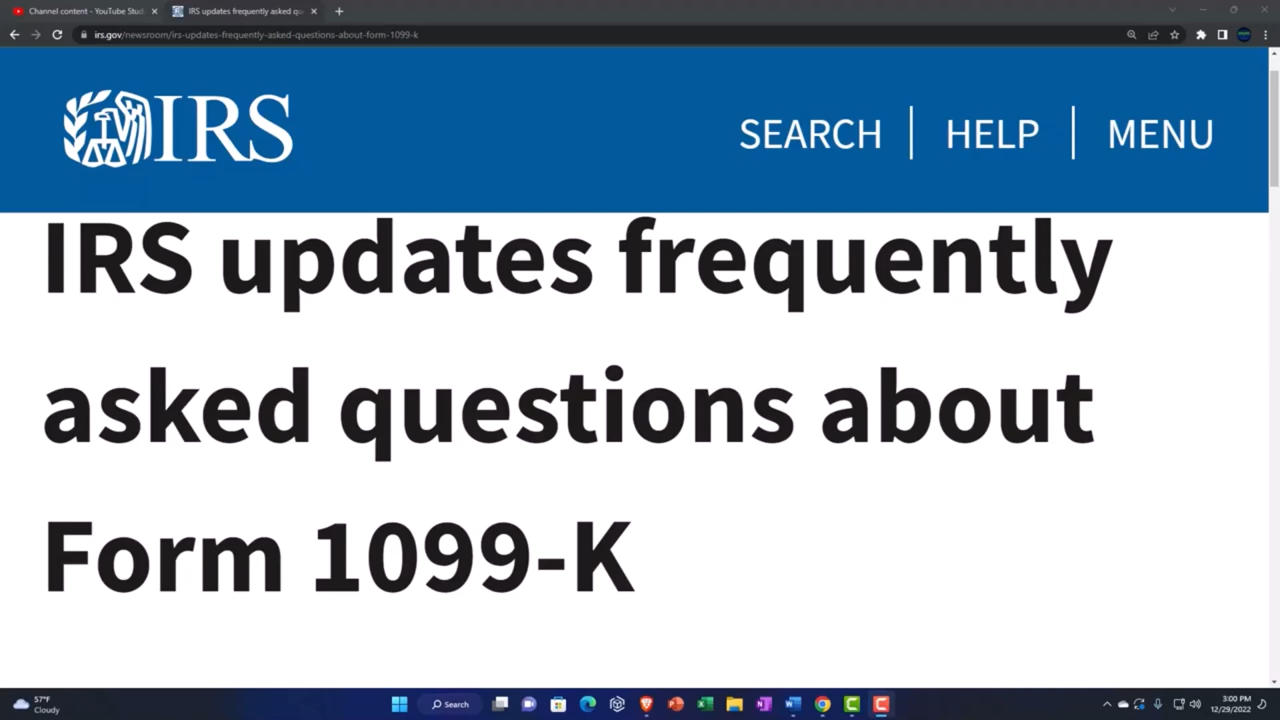 Channel content - YouTube Stud
IRS updates frequently asked qu
irs.gov/newsroom/irs-updates-frequently-asked-questions-about-form-1099-k
IRS
SEARCH
HELP
MENU
IRS updates frequently
asked questions about
Form 1099-K
57°F
Cloudy
Search
3:00 PM
12/29/2022